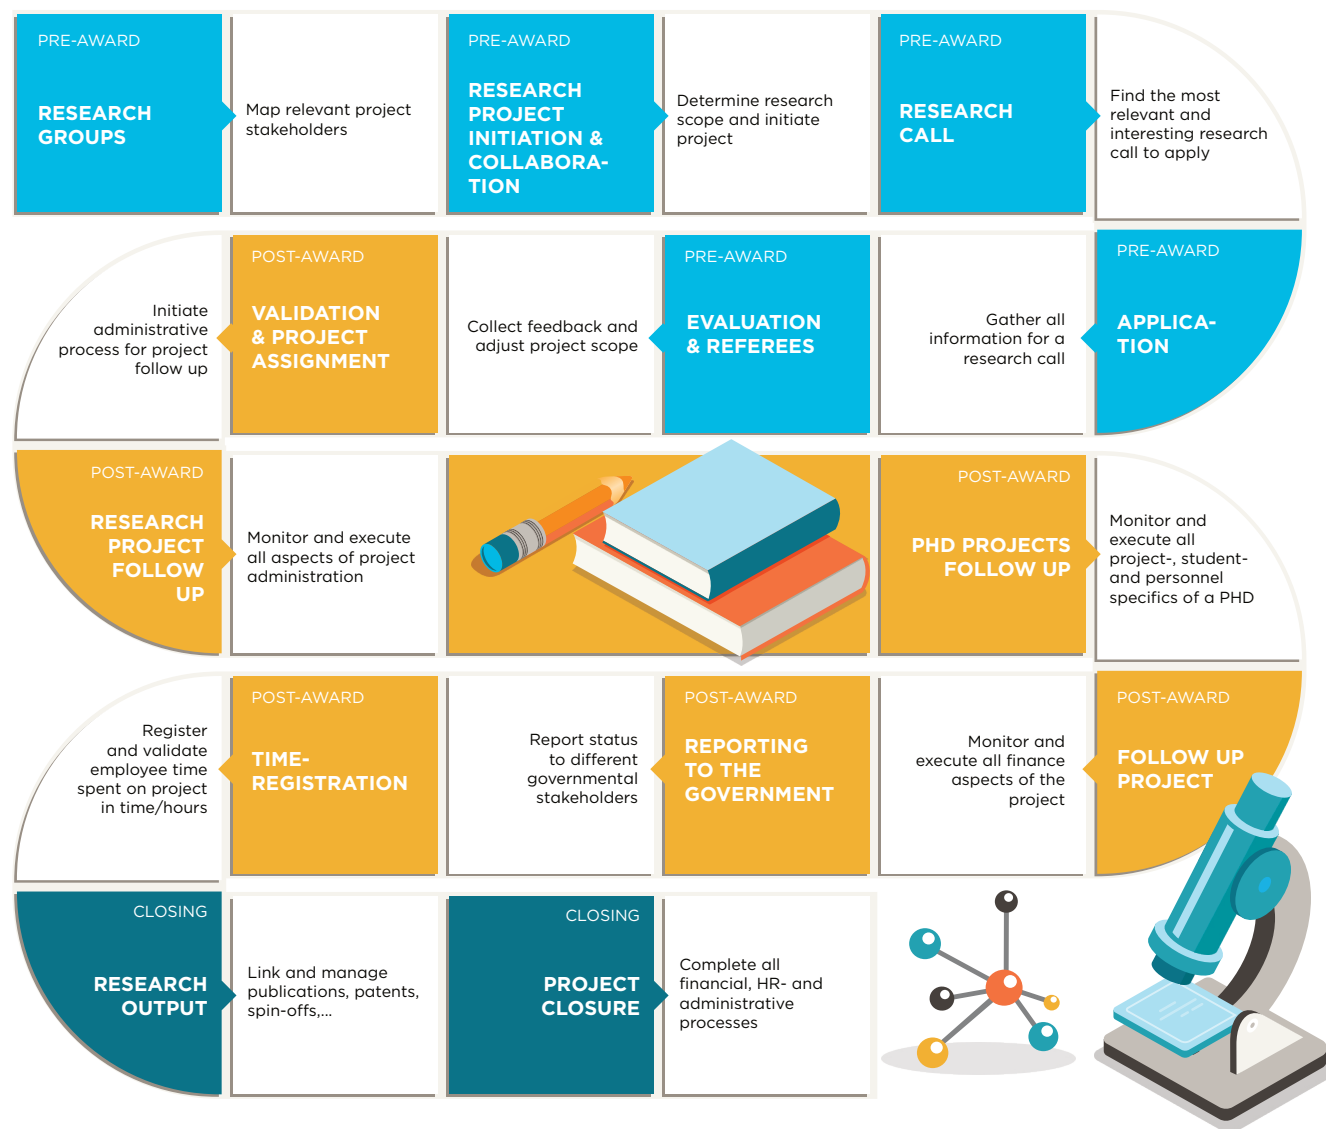 PRE-AWARD
RESEARCH
GROUPS
Map relevant project
stakeholders
PRE-AWARD
RESEARCH
PROJECT
INITIATION &
COLLABORA-
TION
Determine research
scope and initiate
project
PRE-AWARD
RESEARCH
CALL
Find the most
relevant and
interesting research
call to apply
PRE-AWARD
APPLICA-
TION
Gather all
information for a
research call
PRE-AWARD
EVALUATION
& REFEREES
Collect feedback and
adjust project scope
POST-AWARD
VALIDATION
& PROJECT
ASSIGNMENT
Initiate
administrative
process for project
follow up
POST-AWARD
RESEARCH
PROJECT
FOLLOW
UP
Monitor and execute
all aspects of project
administration
POST-AWARD
PHD PROJECTS
FOLLOW UP
Monitor and
execute all
project-, student-
and personnel
specifics of a PHD
POST-AWARD
FOLLOW UP
PROJECT
Monitor and
execute all finance
aspects of the
project
POST-AWARD
REPORTING
TO THE
GOVERNMENT
Report status
to different
governmental
stakeholders
POST-AWARD
TIME-
REGISTRATION
Register
and validate
employee time
spent on project
in time/hours
CLOSING
RESEARCH
OUTPUT
Link and manage
publications, patents,
spin-offs,...
CLOSING
PROJECT
CLOSURE
Complete all
financial, HR- and
administrative
processes